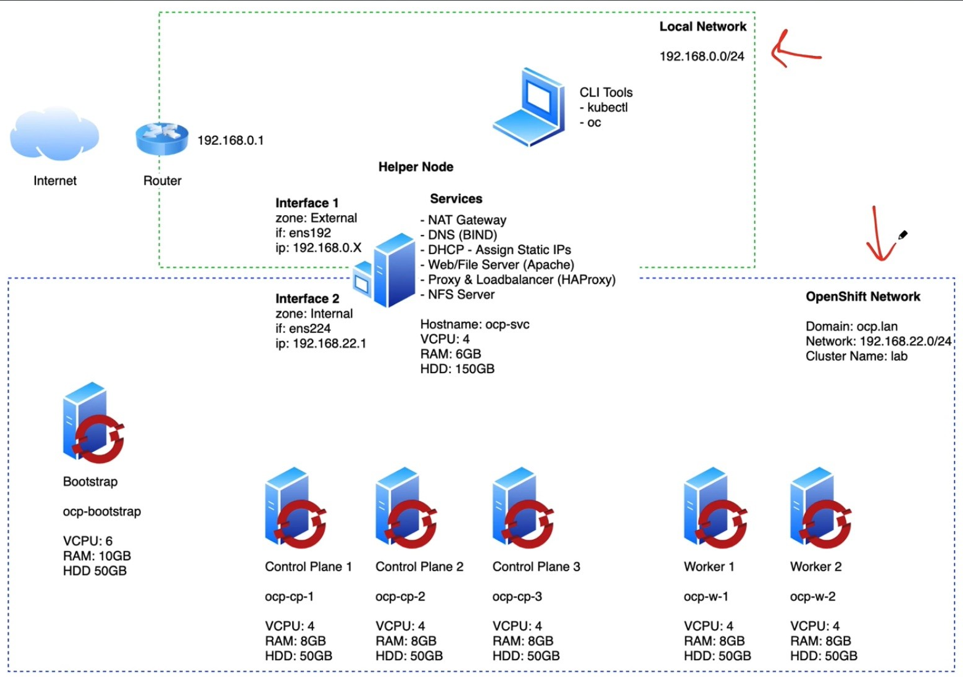 Local Network
192.168.0.0/24
CLI Tools
- kubectl
- oc
192.168.0.1
Internet
Router
Helper Node
Interface 1
zone: External
if: ens192
ip: 192.168.0.X
Services
- NAT Gateway
- DNS (BIND)
- DHCP - Assign Static IPs
- Web/File Server (Apache)
- Proxy & Loadbalancer (HAProxy)
- NFS Server
Interface 2
zone: Internal
if: ens224
ip: 192.168.22.1
Hostname: ocp-svc
VCPU: 4
RAM: 6GB
HDD: 150GB
OpenShift Network
Domain: ocp.lan
Network: 192.168.22.0/24
Cluster Name: lab
Bootstrap
ocp-bootstrap
VCPU: 6
RAM: 10GB
HDD 50GB
Control Plane 1
ocp-cp-1
VCPU: 4
RAM: 8GB
HDD: 50GB
Control Plane 2
ocp-cp-2
VCPU: 4
RAM: 8GB
HDD: 50GB
Control Plane 3
ocp-cp-3
VCPU: 4
RAM: 8GB
HDD: 50GB
Worker 1
ocp-w-1
VCPU: 4
RAM: 8GB
HDD: 50GB
Worker 2
ocp-w-2
VCPU: 4
RAM: 8GB
HDD: 50GB